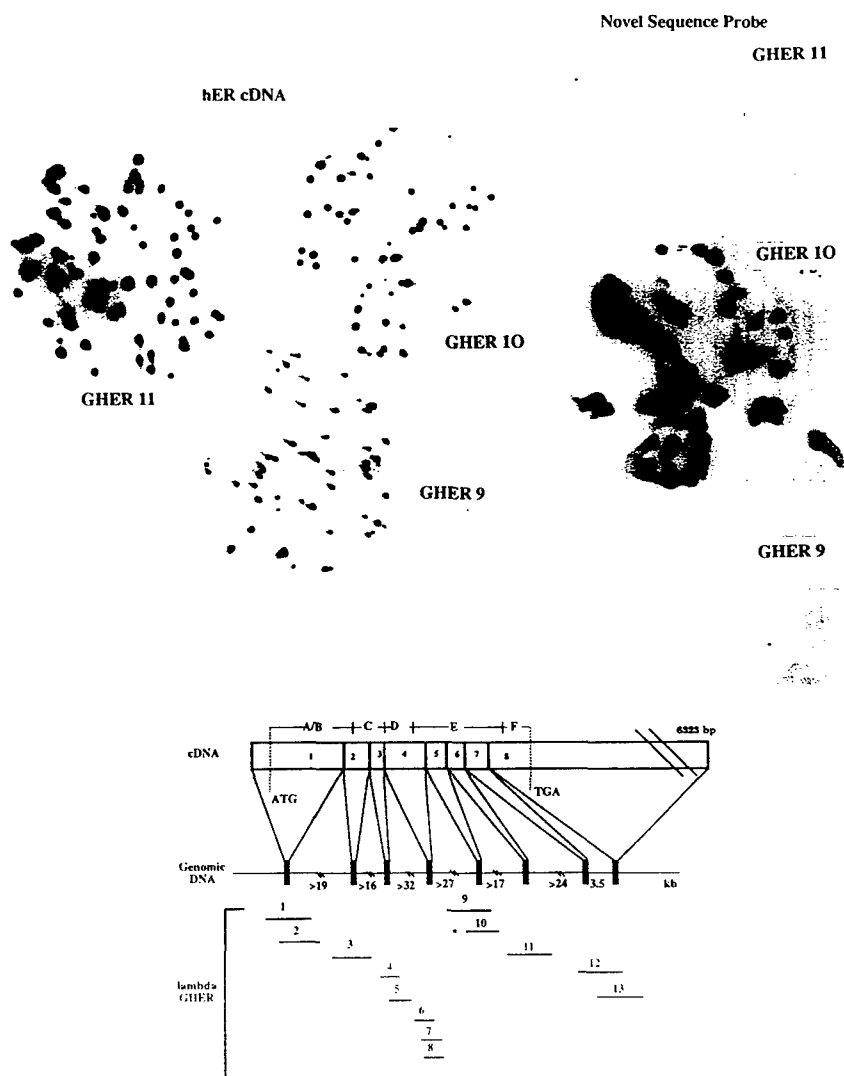 Novel Sequence Probe
GHER 11
hER cDNA
GHER 10
GHER 10
GHER 11
GHER 9
GHER 9
A/B C D E F
6323 bp
cDNA
1 2 3 4 5 6 7 8
ATG
TGA
Genomic
DNA
>19 >16 >32 >27 >17 >24 3.5 kb
1 9
2 * 10
3 11
4 12
lambda
GHER
5 13
6
7
8